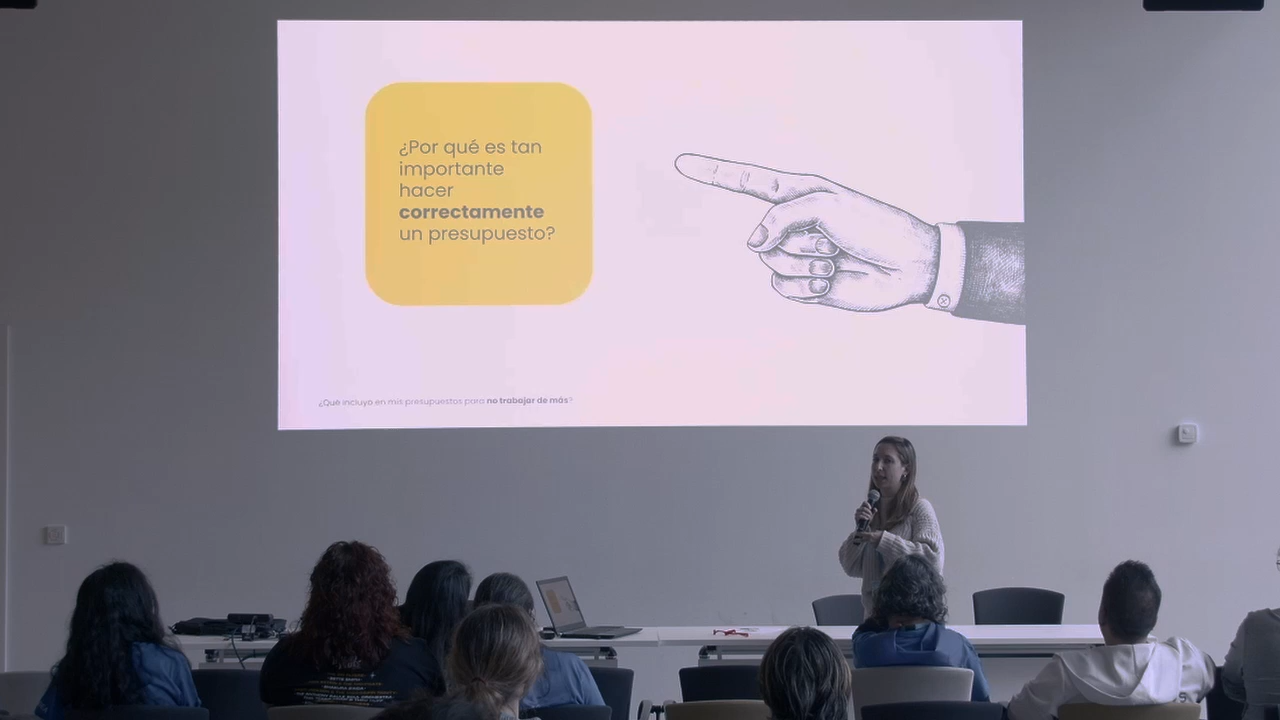 ¿Por qué es tan
importante
hacer
correctamente
un presupuesto?
¿Qué incluyo en mis presupuestos para no trabajar de más?